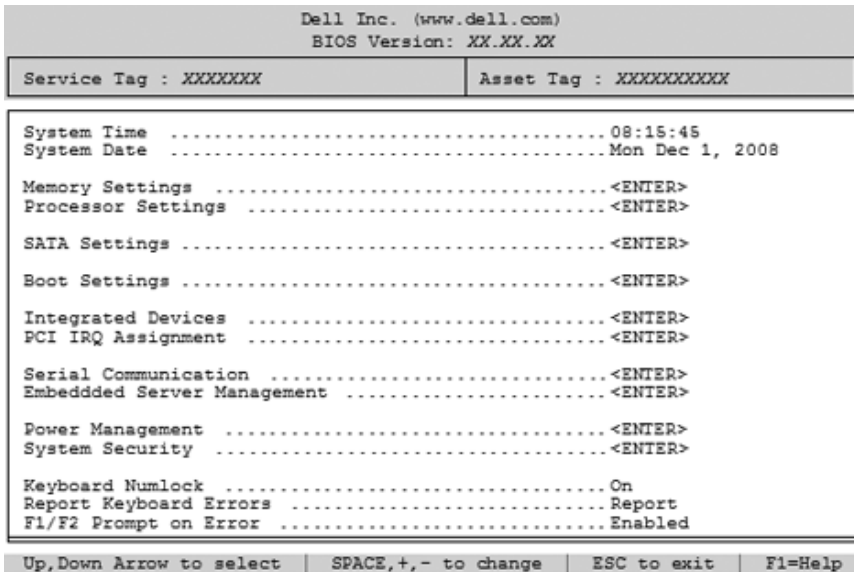 Dell Inc. (www.dell.com)
BIOS Version: XX.XX.XX
Service Tag : XXXXXXX Asset Tag : XXXXXXXXXX
System Time ........................................08:15:45
System Date ........................................Mon Dec 1, 2008
Memory Settings ....................................<ENTER>
Processor Settings .................................<ENTER>
SATA Settings .......................................<ENTER>
Boot Settings .......................................<ENTER>
Integrated Devices .................................<ENTER>
PCI IRQ Assignment .................................<ENTER>
Serial Communication ...............................<ENTER>
Embeddded Server Management ........................<ENTER>
Power Management ...................................<ENTER>
System Security ....................................<ENTER>
Keyboard Numlock ...................................On
Report Keyboard Errors .............................Report
F1/F2 Prompt on Error ..............................Enabled
Up,Down Arrow to select | SPACE,+,- to change | ESC to exit | F1=Help